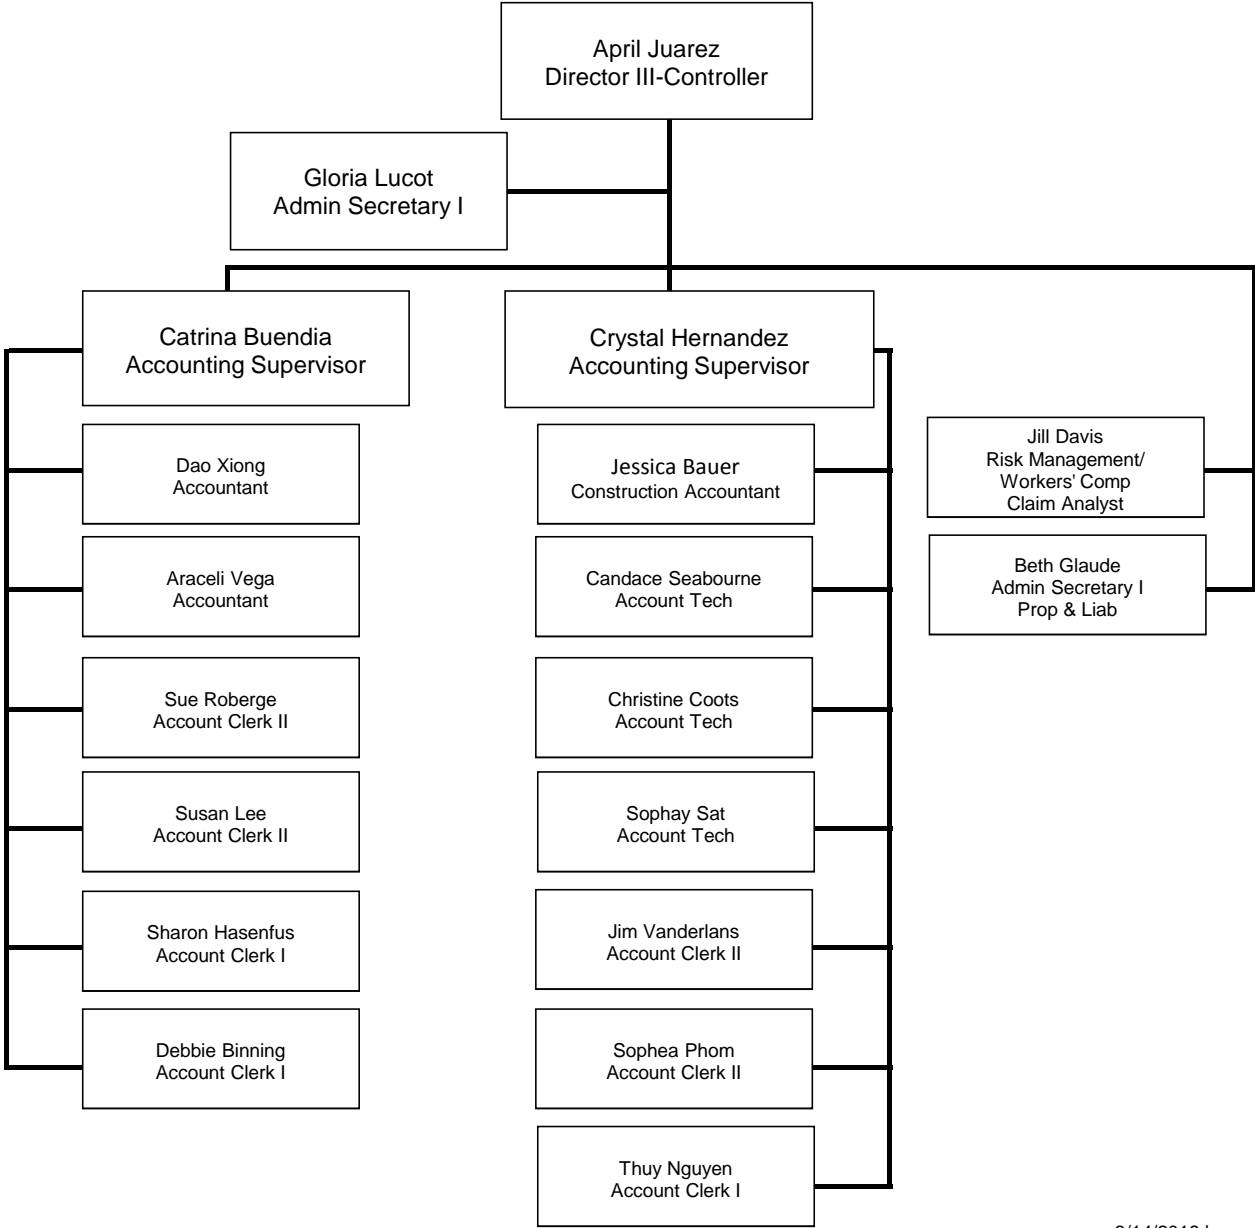 April Juarez
Director III-Controller
Gloria Lucot
Admin Secretary I
Catrina Buendia
Accounting Supervisor
Dao Xiong
Accountant
Araceli Vega
Accountant
Sue Roberge
Account Clerk II
Susan Lee
Account Clerk II
Sharon Hasenfus
Account Clerk I
Debbie Binning
Account Clerk I
Crystal Hernandez
Accounting Supervisor
Jessica Bauer
Construction Accountant
Candace Seabourne
Account Tech
Christine Coots
Account Tech
Sophay Sat
Account Tech
Jim Vanderlans
Account Clerk II
Sophea Phom
Account Clerk II
Thuy Nguyen
Account Clerk I
Jill Davis
Risk Management/
Workers' Comp
Claim Analyst
Beth Glaude
Admin Secretary I
Prop & Liab